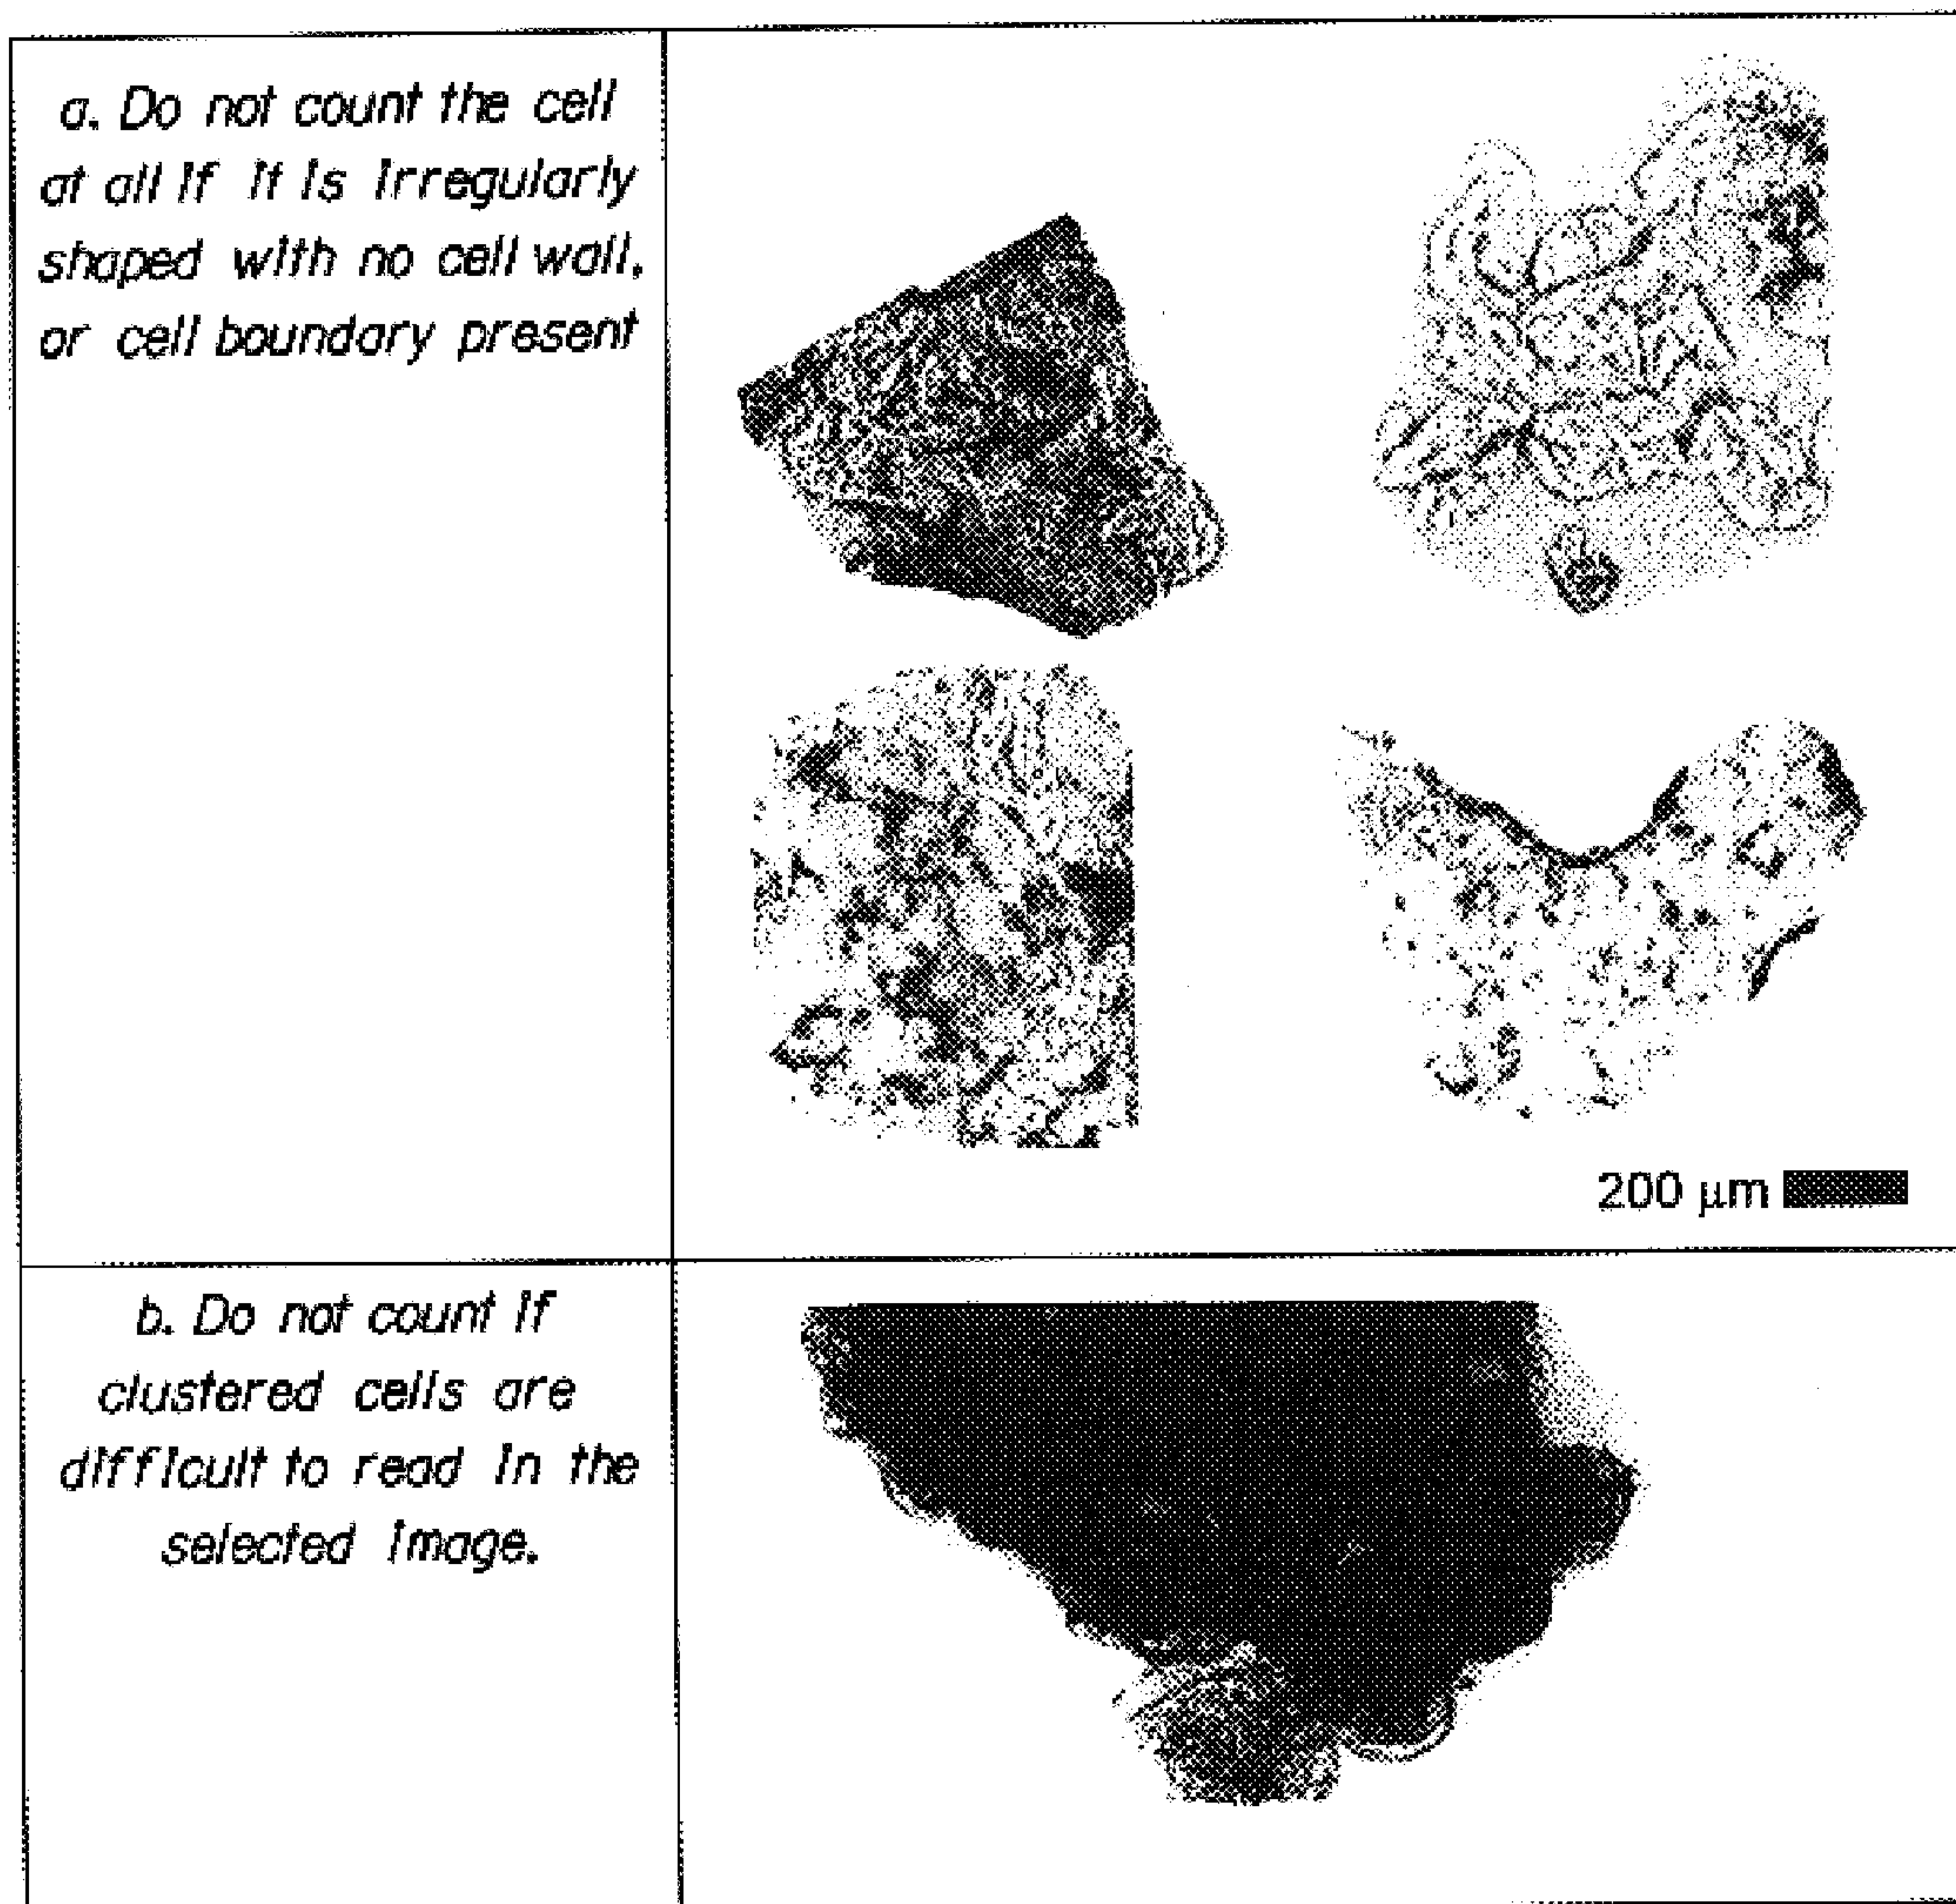 a. Do not count the cell
at all if it is irregularly
shaped with no cell wall,
or cell boundary present
200 µm
b. Do not count if
clustered cells are
difficult to read in the
selected image.